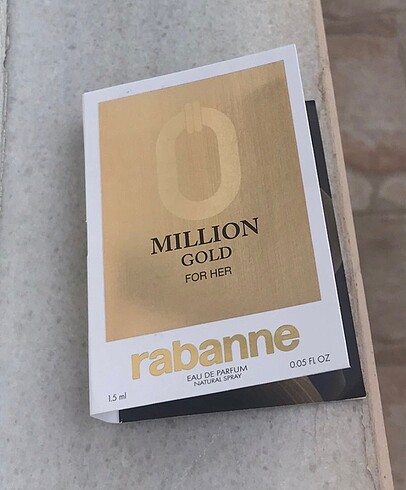 MILLION
GOLD
FOR HER
rabanne
EAU DE PARFUM
NATURAL SPRAY
1.5 ml
0.05 FL OZ